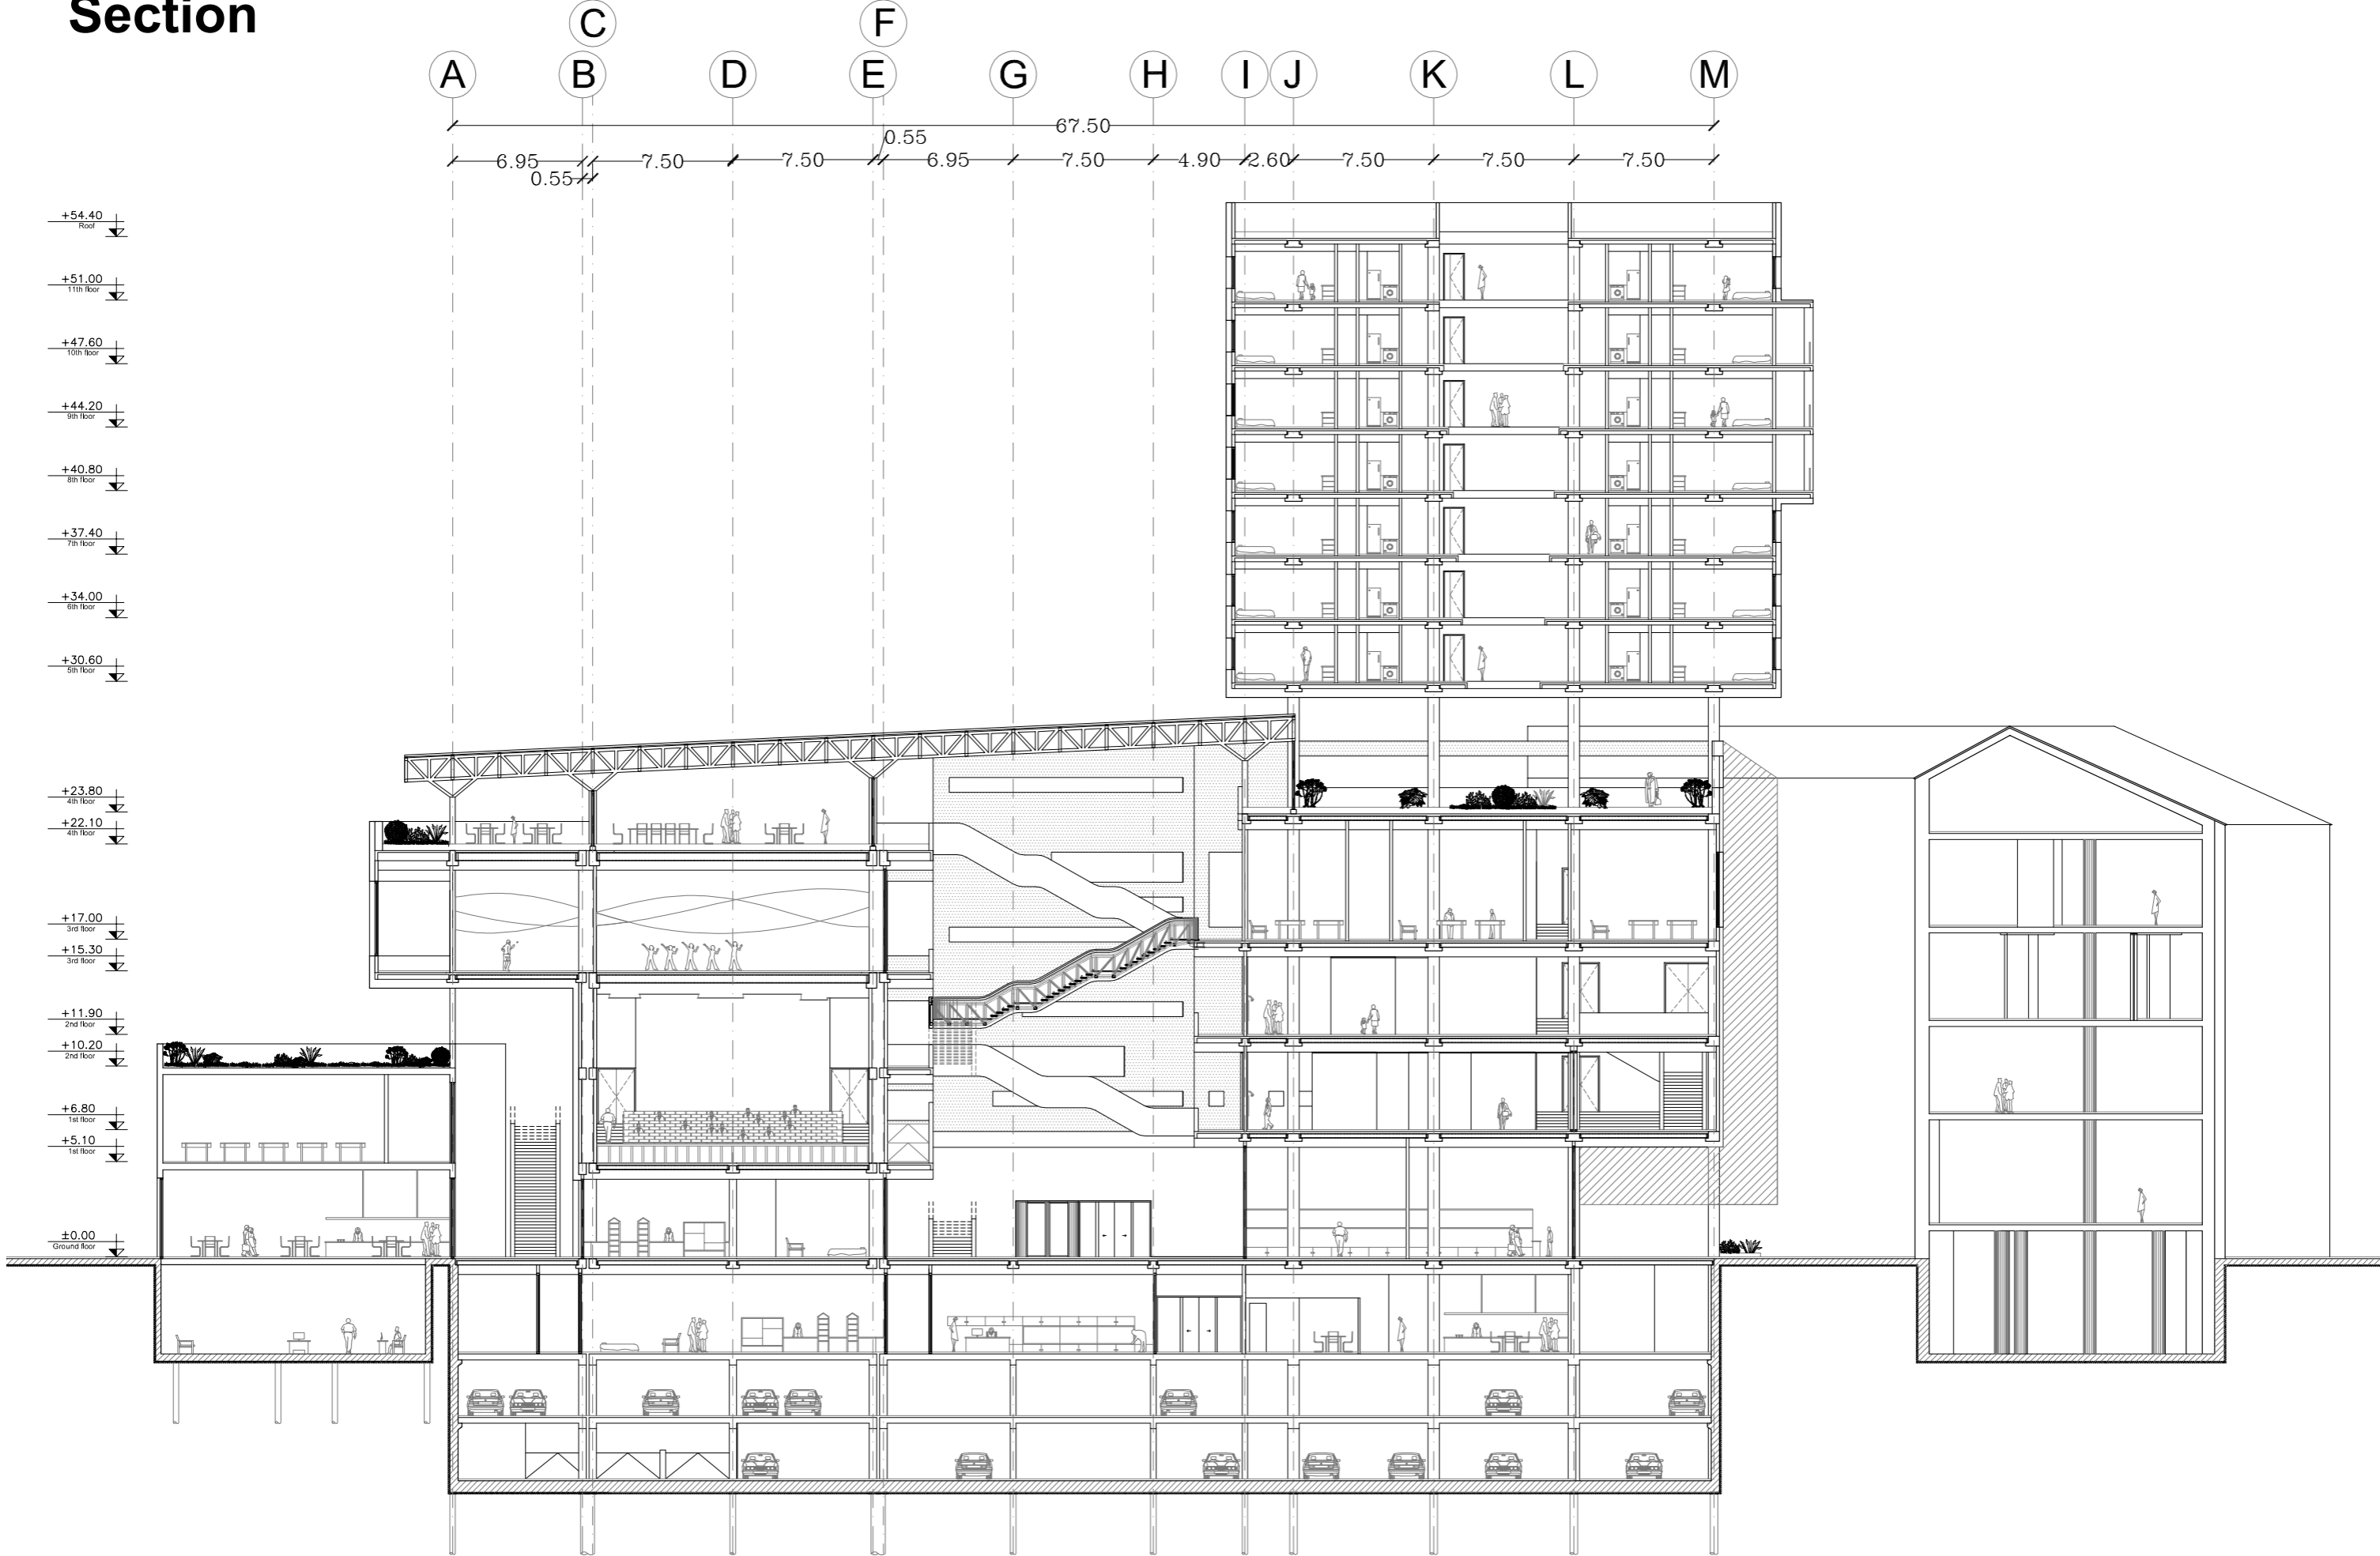 Section
C F
A B D E G H I J K L M
67.50
0.55
6.95 7.50 7.50 6.95 7.50 4.90 2.60 7.50 7.50 7.50
0.55
+54.40
Roof
+51.00
11th floor
+47.60
10th floor
+44.20
9th floor
+40.80
8th floor
+37.40
7th floor
+34.00
6th floor
+30.60
5th floor
+23.80
4th floor
+22.10
4th floor
+17.00
3rd floor
+15.30
3rd floor
+11.90
2nd floor
+10.20
2nd floor
+6.80
1st floor
+5.10
1st floor
±0.00
Ground floor